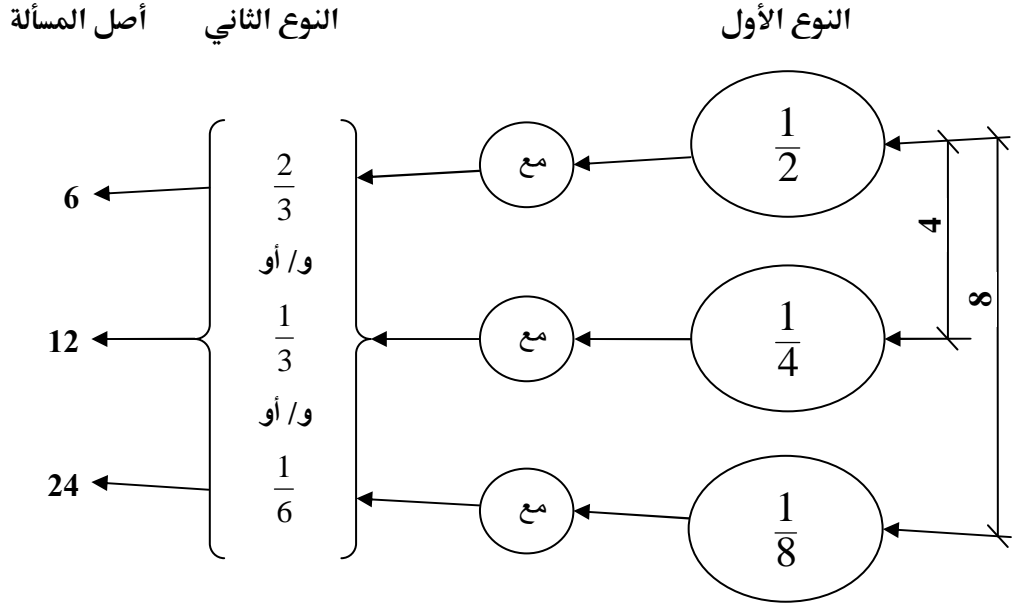 النوع الأول النوع الثاني أصل المسألة
1/2 مع 2/3 6
و/ أو
4
8
1/4 مع 1/3 12
و/ أو
1/8 مع 1/6 24